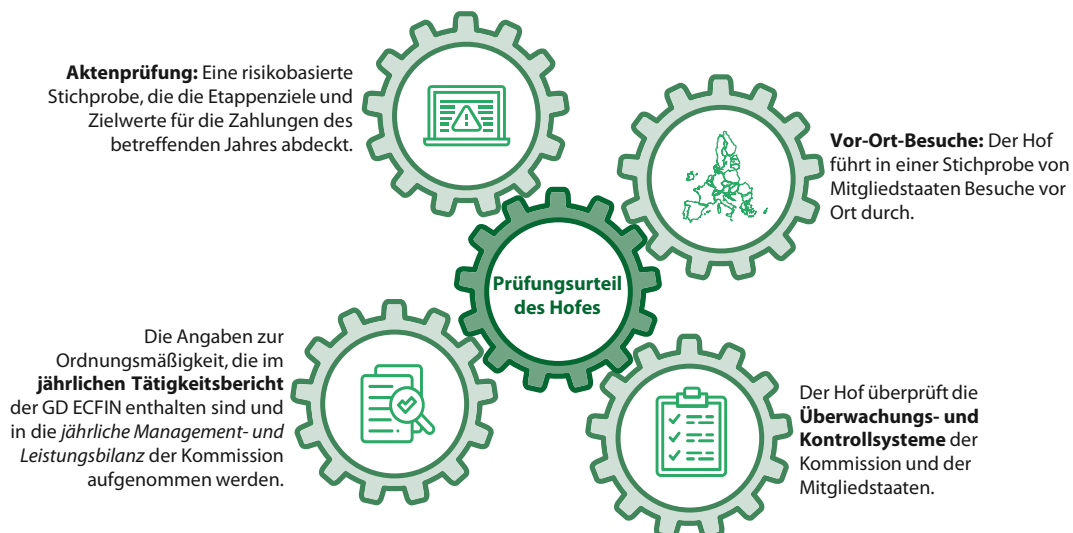 Aktenprüfung: Eine risikobasierte
Stichprobe, die die Etappenziele und
Zielwerte für die Zahlungen des
betreffenden Jahres abdeckt.
Vor-Ort-Besuche: Der Hof
führt in einer Stichprobe von
Mitgliedstaaten Besuche vor
Ort durch.
Prüfungsurteil
des Hofes
Die Angaben zur
Ordnungsmäßigkeit, die im
jährlichen Tätigkeitsbericht
der GD ECFIN enthalten sind und
in die jährliche Management- und
Leistungsbilanz der Kommission
aufgenommen werden.
Der Hof überprüft die
Überwachungs- und
Kontrollsysteme der
Kommission und der
Mitgliedstaaten.